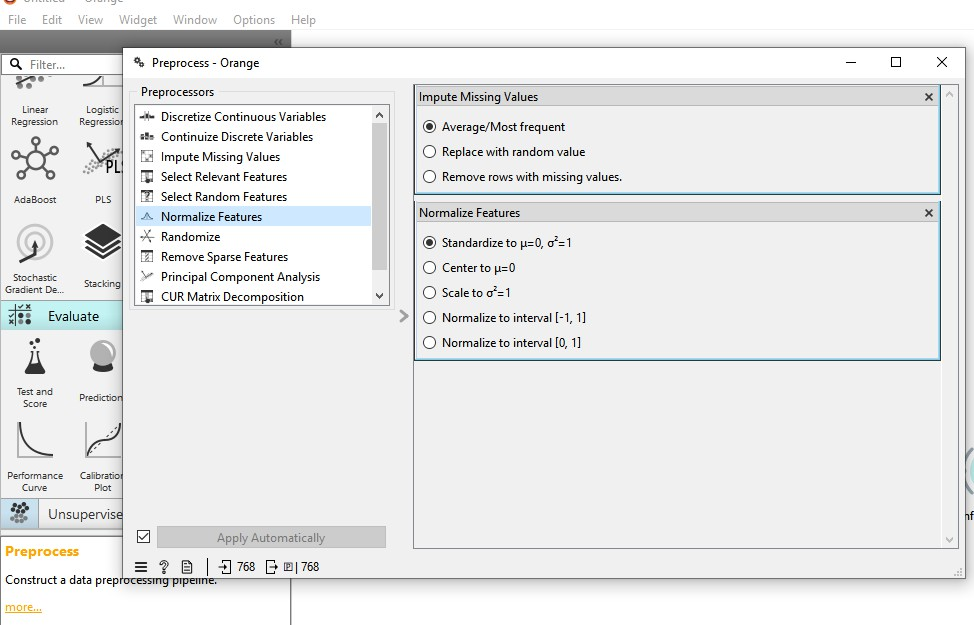 Untitled - Orange
File Edit View Widget Window Options Help
Filter...
Linear Regression
Logistic Regression
AdaBoost
PLS
PLS
Stochastic Gradient De...
Stacking
Evaluate
Test and Score
Prediction
Performance Curve
Calibration Plot
Unsupervise
Preprocess
Construct a data preprocessing pipeline.
more...
Preprocess - Orange
Preprocessors
Discretize Continuous Variables
Continuize Discrete Variables
Impute Missing Values
Select Relevant Features
Select Random Features
Normalize Features
Randomize
Remove Sparse Features
Principal Component Analysis
CUR Matrix Decomposition
Apply Automatically
768
768
Impute Missing Values
Average/Most frequent
Replace with random value
Remove rows with missing values.
Normalize Features
Standardize to μ=0, σ²=1
Center to μ=0
Scale to σ²=1
Normalize to interval [-1, 1]
Normalize to interval [0, 1]